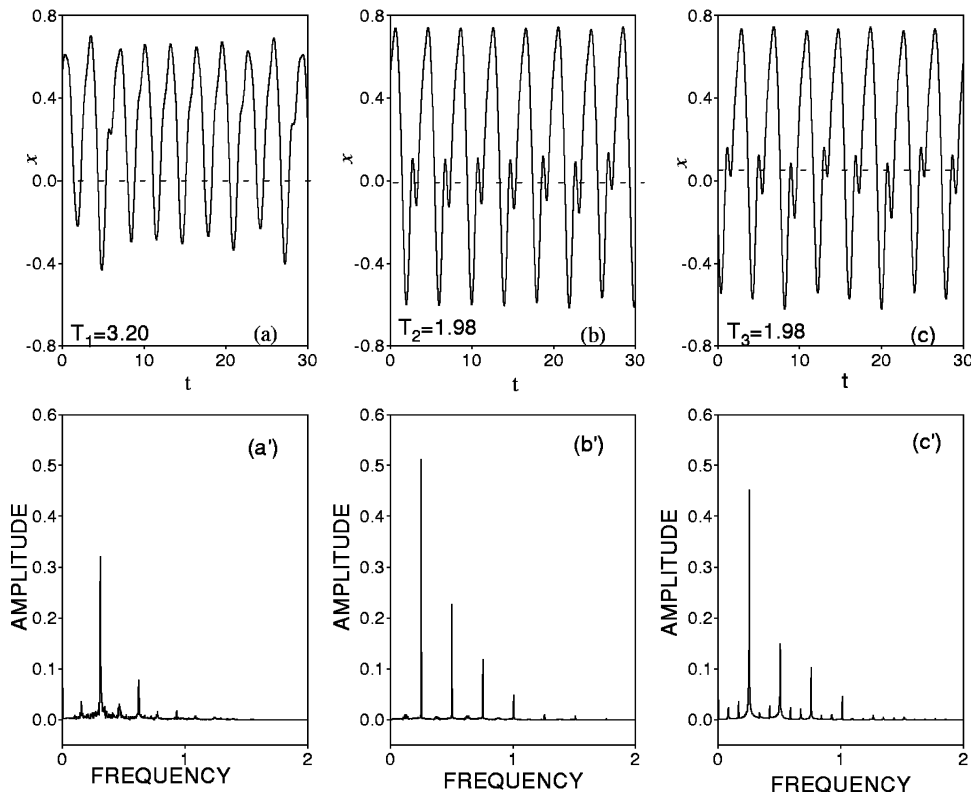 0.8
0.4
0.0
-0.4
-0.8
x
T1=3.20
(a)
0 10 20 30
t
0.8
0.4
0.0
-0.4
-0.8
x
T2=1.98
(b)
0 10 20 30
t
0.8
0.4
0.0
-0.4
-0.8
x
T3=1.98
(c)
0 10 20 30
t
0.6
0.5
0.4
0.3
0.2
0.1
0.0
AMPLITUDE
(a')
0 1 2
FREQUENCY
0.6
0.5
0.4
0.3
0.2
0.1
0.0
AMPLITUDE
(b')
0 1 2
FREQUENCY
0.6
0.5
0.4
0.3
0.2
0.1
0.0
AMPLITUDE
(c')
0 1 2
FREQUENCY